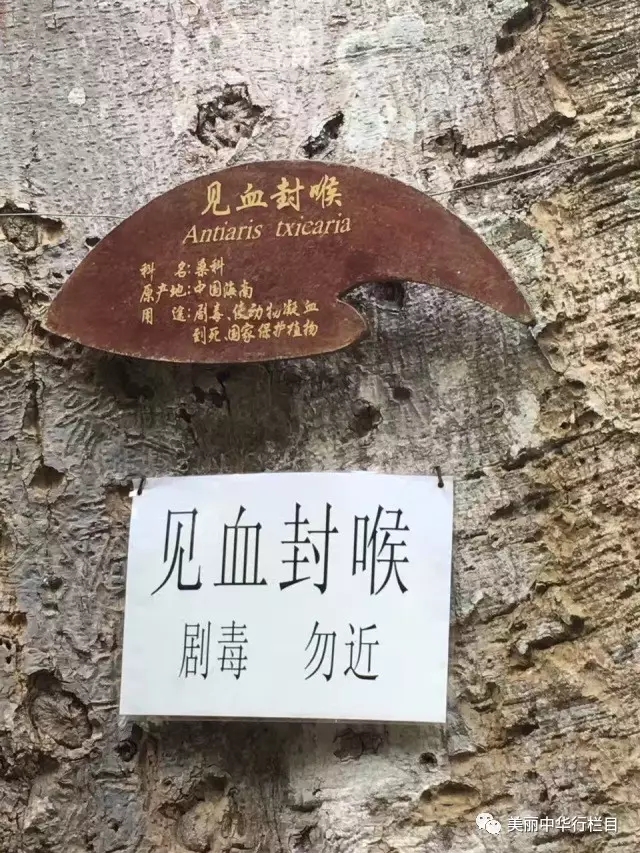 见血封喉
Antiaris txicaria
科 名:桑科
原产地:中国海南
用 途:剧毒、使动物凝血
到死、国家保护植物
见血封喉
剧毒 勿近
美丽中华行栏目